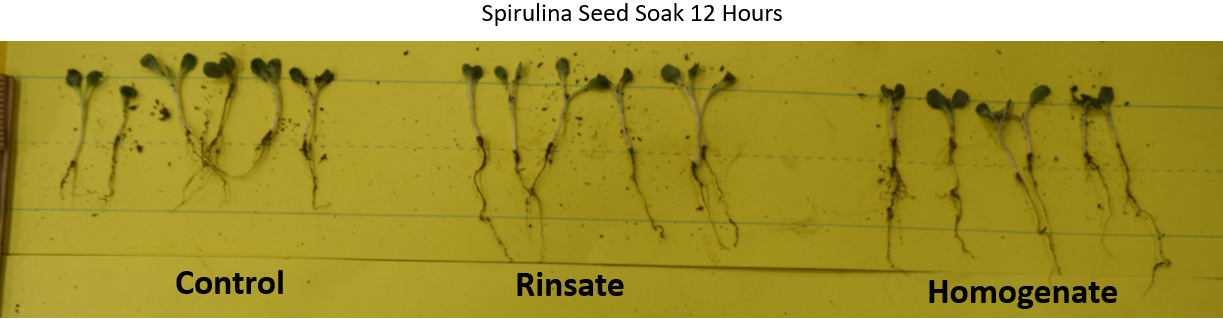 Spirulina Seed Soak 12 Hours
Control
Rinsate
Homogenate